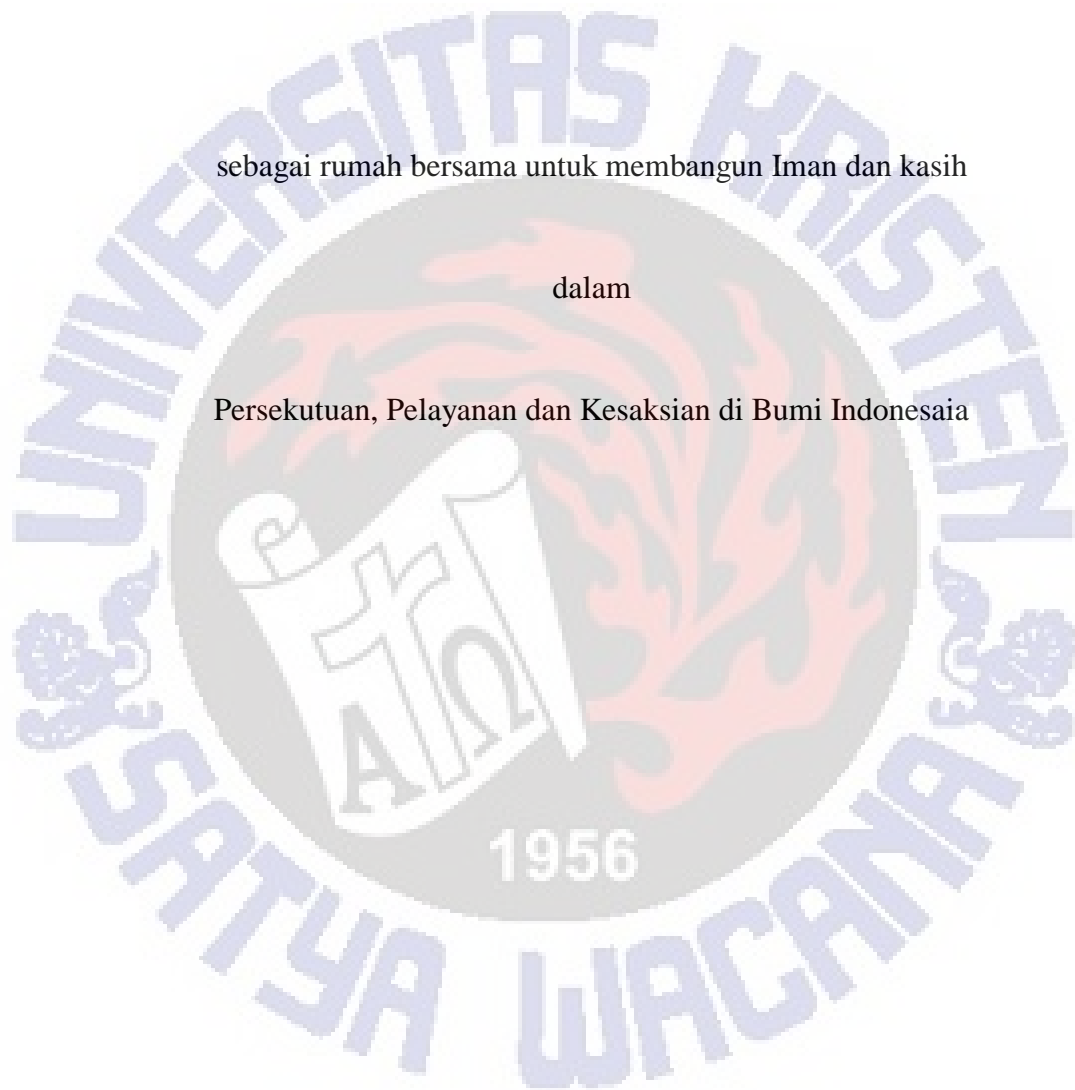 UNIVERSITAS KRISTEN
sebagai rumah bersama untuk membangun Iman dan kasih
dalam
Persekutuan, Pelayanan dan Kesaksian di Bumi Indonesaia
Α Ω
1956
SATYA WACANA